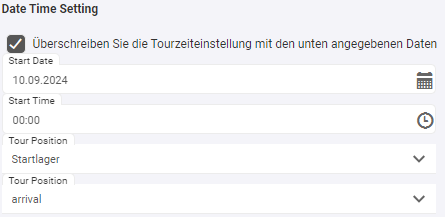 Date Time Setting
Überschreiben Sie die Tourzeiteinstellung mit den unten angegebenen Daten
Start Date
10.09.2024
Start Time
00:00
Tour Position
Startlager
Tour Position
arrival